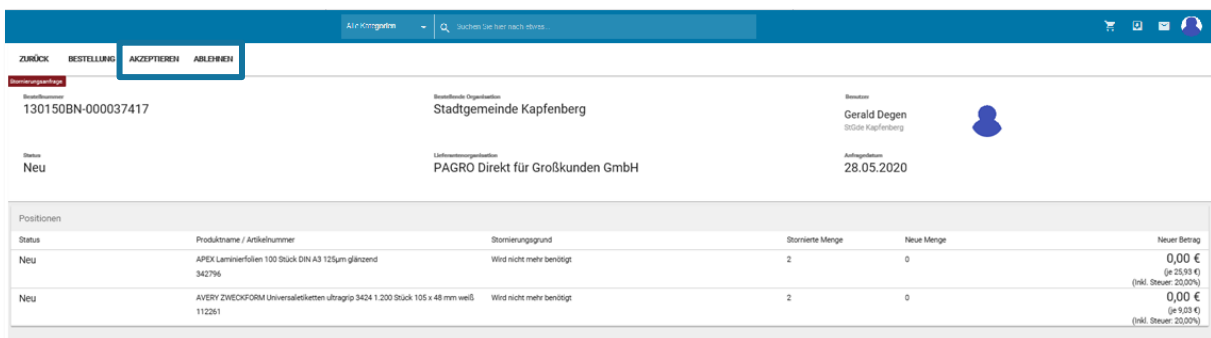 Alle Kategorien
Suchen Sie hier nach etwas...
ZURÜCK BESTELLUNG AKZEPTIEREN ABLEHNEN
Stornierungsanfrage
Bestellnummer Bestellende Organisation Benutzer
130150BN-000037417 Stadtgemeinde Kapfenberg Gerald Degen
StGde Kapfenberg
Status Lieferantenorganisation Anfragedatum
Neu PAGRO Direkt für Großkunden GmbH 28.05.2020
Positionen
Status Produktname / Artikelnummer Stornierungsgrund Stornierte Menge Neue Menge Neuer Betrag
Neu APEX Laminierfolien 100 Stück DIN A3 125µm glänzend Wird nicht mehr benötigt 2 0 0,00 €
342796 (je 25,93 €)
(Inkl. Steuer: 20,00%)
Neu AVERY ZWECKFORM Universaletiketten ultragrip 3424 1.200 Stück 105 x 48 mm weiß Wird nicht mehr benötigt 2 0 0,00 €
112261 (je 9,03 €)
(Inkl. Steuer: 20,00%)